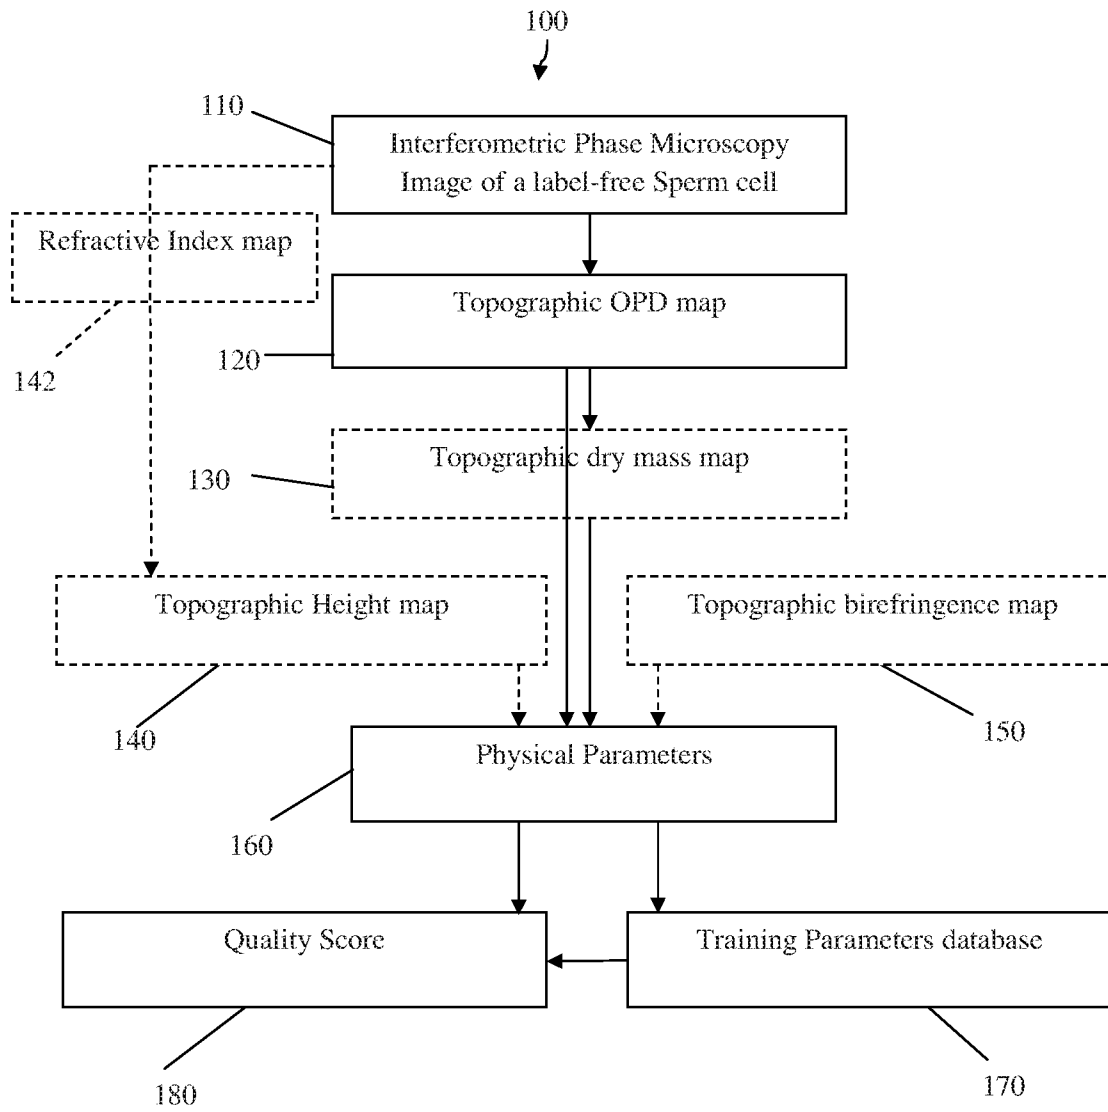 100
110
Interferometric Phase Microscopy
Image of a label-free Sperm cell
Refractive Index map
142
Topographic OPD map
120
Topographic dry mass map
130
Topographic Height map
140
Topographic birefringence map
150
Physical Parameters
160
Quality Score
180
Training Parameters database
170